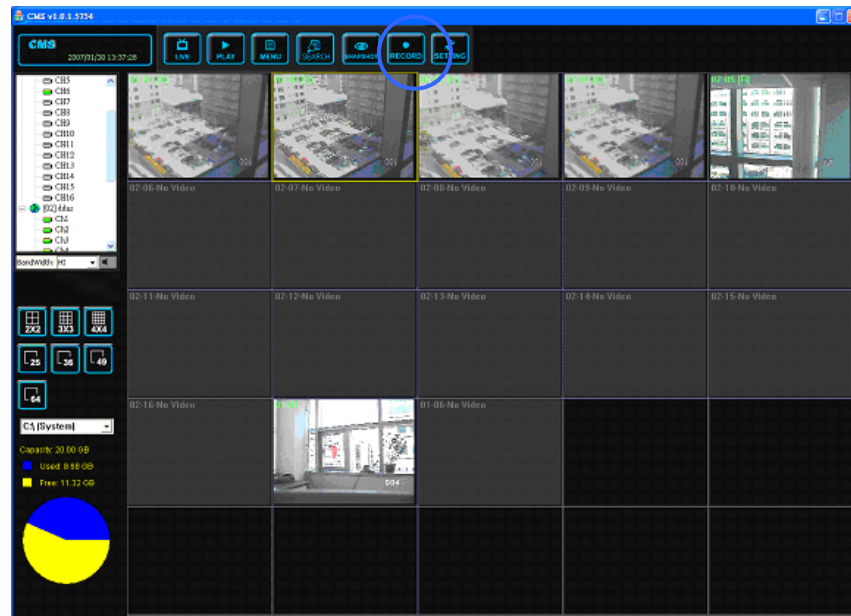 CMS v1.0.1.5734
CMS
2007/01/30 13:37:28
LIVE
PLAY
MENU
SEARCH
SNAPSHOT
RECORD
SETTING
CH5
CH6
CH7
CH8
CH9
CH10
CH11
CH12
CH13
CH14
CH15
CH16
Ch1
Ch2
Ch3
Ch4
BandWidth: HI
2X2
3X3
4X4
25
36
49
64
C:\ [System]
Capacity: 20.00 GB
Used: 8.68 GB
Free: 11.32 GB
001
001
001
02-05
02-06-No Video
02-07-No Video
02-08-No Video
02-09-No Video
02-10-No Video
02-11-No Video
02-12-No Video
02-13-No Video
02-14-No Video
02-15-No Video
02-16-No Video
004
01-06-No Video